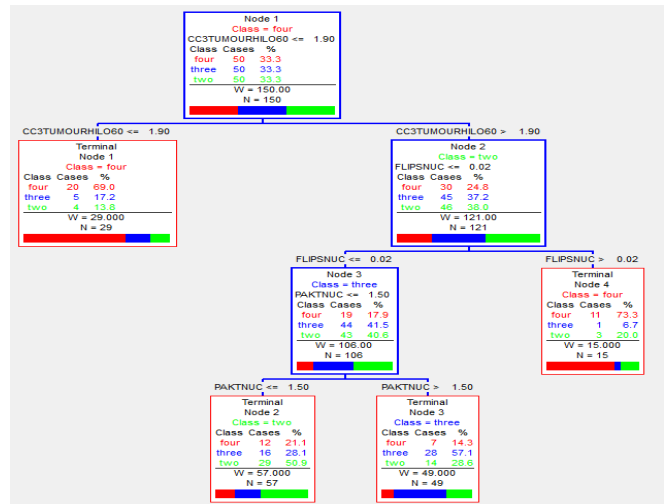 Node 1
Class = four
CC3TUMOURHILO60 <= 1.90
Class Cases %
four 50 33.3
three 50 33.3
two 50 33.3
W = 150.00
N = 150
CC3TUMOURHILO60 <= 1.90
CC3TUMOURHILO60 > 1.90
Terminal
Node 1
Class = four
Class Cases %
four 20 69.0
three 5 17.2
two 4 13.8
W = 29.000
N = 29
Node 2
Class = two
FLIPSNUC <= 0.02
Class Cases %
four 30 24.8
three 45 37.2
two 46 38.0
W = 121.00
N = 121
FLIPSNUC <= 0.02
FLIPSNUC > 0.02
Node 3
Class = three
PAKTNUC <= 1.50
Class Cases %
four 19 17.9
three 44 41.5
two 43 40.6
W = 106.00
N = 106
Terminal
Node 4
Class = four
Class Cases %
four 11 73.3
three 1 6.7
two 3 20.0
W = 15.000
N = 15
PAKTNUC <= 1.50
PAKTNUC > 1.50
Terminal
Node 2
Class = two
Class Cases %
four 12 21.1
three 16 28.1
two 29 50.9
W = 57.000
N = 57
Terminal
Node 3
Class = three
Class Cases %
four 7 14.3
three 28 57.1
two 14 28.6
W = 49.000
N = 49